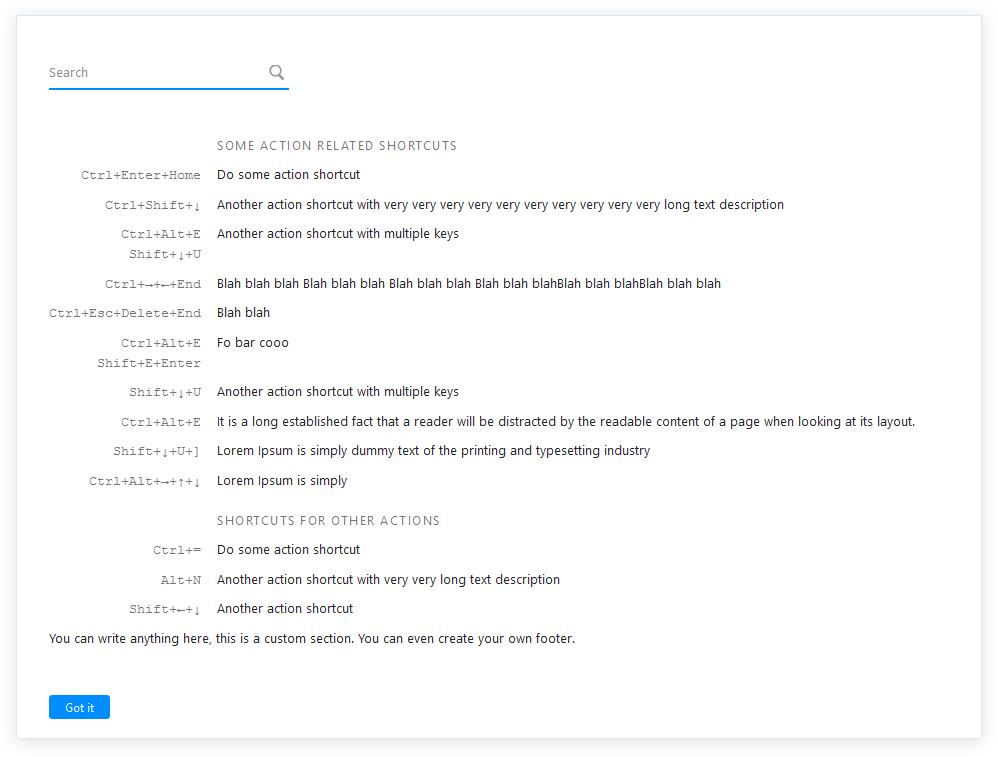 Search
SOME ACTION RELATED SHORTCUTS
Ctrl+Enter+Home Do some action shortcut
Ctrl+Shift+↓ Another action shortcut with very very very very very very very very very very long text description
Ctrl+Alt+E Another action shortcut with multiple keys
Shift+↓+U
Ctrl+→+←+End Blah blah blah Blah blah blah Blah blah blah Blah blah blahBlah blah blahBlah blah blah
Ctrl+Esc+Delete+End Blah blah
Ctrl+Alt+E Fo bar cooo
Shift+E+Enter
Shift+↓+U Another action shortcut with multiple keys
Ctrl+Alt+E It is a long established fact that a reader will be distracted by the readable content of a page when looking at its layout.
Shift+↓+U+] Lorem Ipsum is simply dummy text of the printing and typesetting industry
Ctrl+Alt+→+↑+↓ Lorem Ipsum is simply
SHORTCUTS FOR OTHER ACTIONS
Ctrl+= Do some action shortcut
Alt+N Another action shortcut with very very long text description
Shift+←+↓ Another action shortcut
You can write anything here, this is a custom section. You can even create your own footer.
Got it